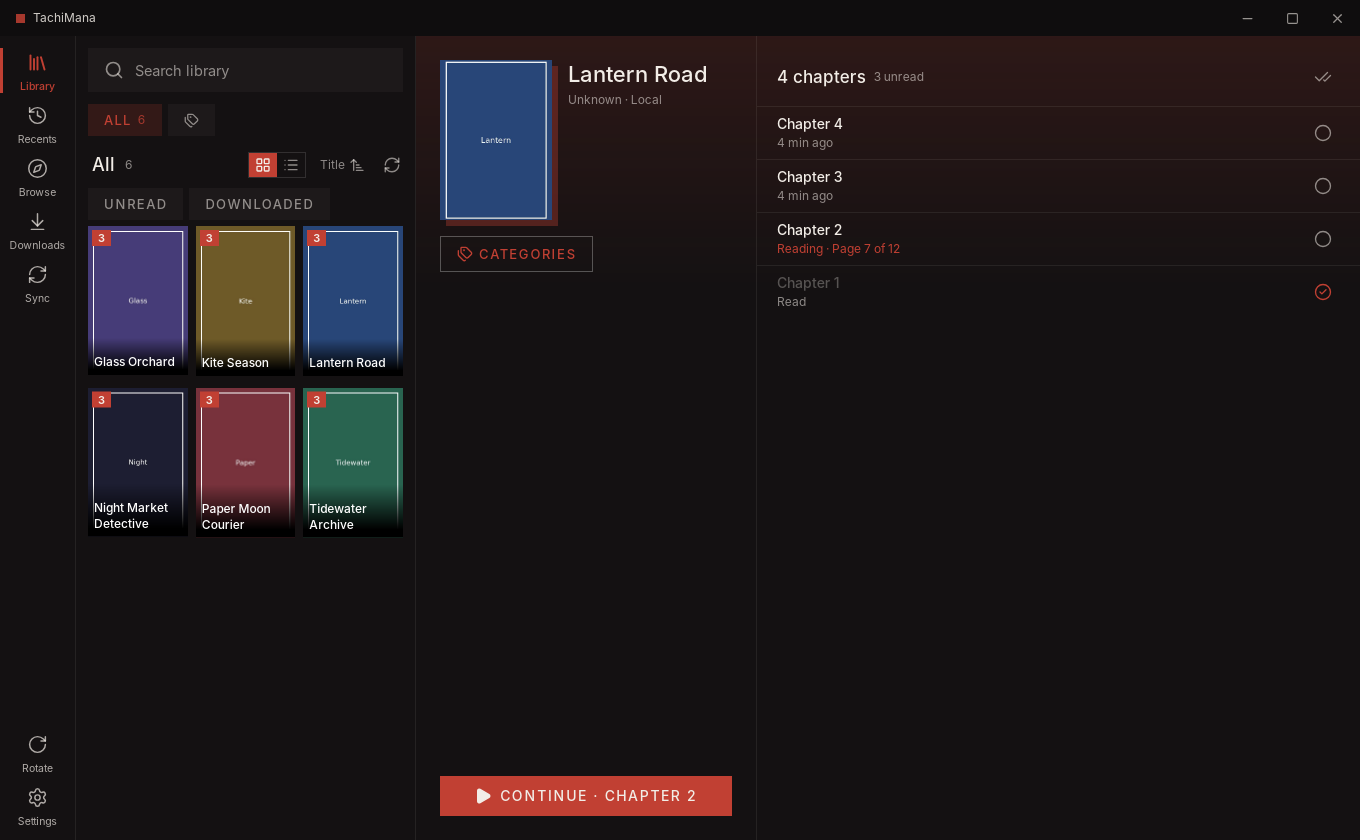 TachiMana
Library
Recents
Browse
Downloads
Sync
Rotate
Settings
Search library
ALL 6
All 6
Title
UNREAD
DOWNLOADED
3
Glass
Glass Orchard
3
Kite
Kite Season
3
Lantern
Lantern Road
3
Night
Night Market
Detective
3
Paper
Paper Moon
Courier
3
Tidewater
Tidewater
Archive
Lantern
Lantern Road
Unknown · Local
CATEGORIES
CONTINUE · CHAPTER 2
4 chapters 3 unread
Chapter 4
4 min ago
Chapter 3
4 min ago
Chapter 2
Reading · Page 7 of 12
Chapter 1
Read